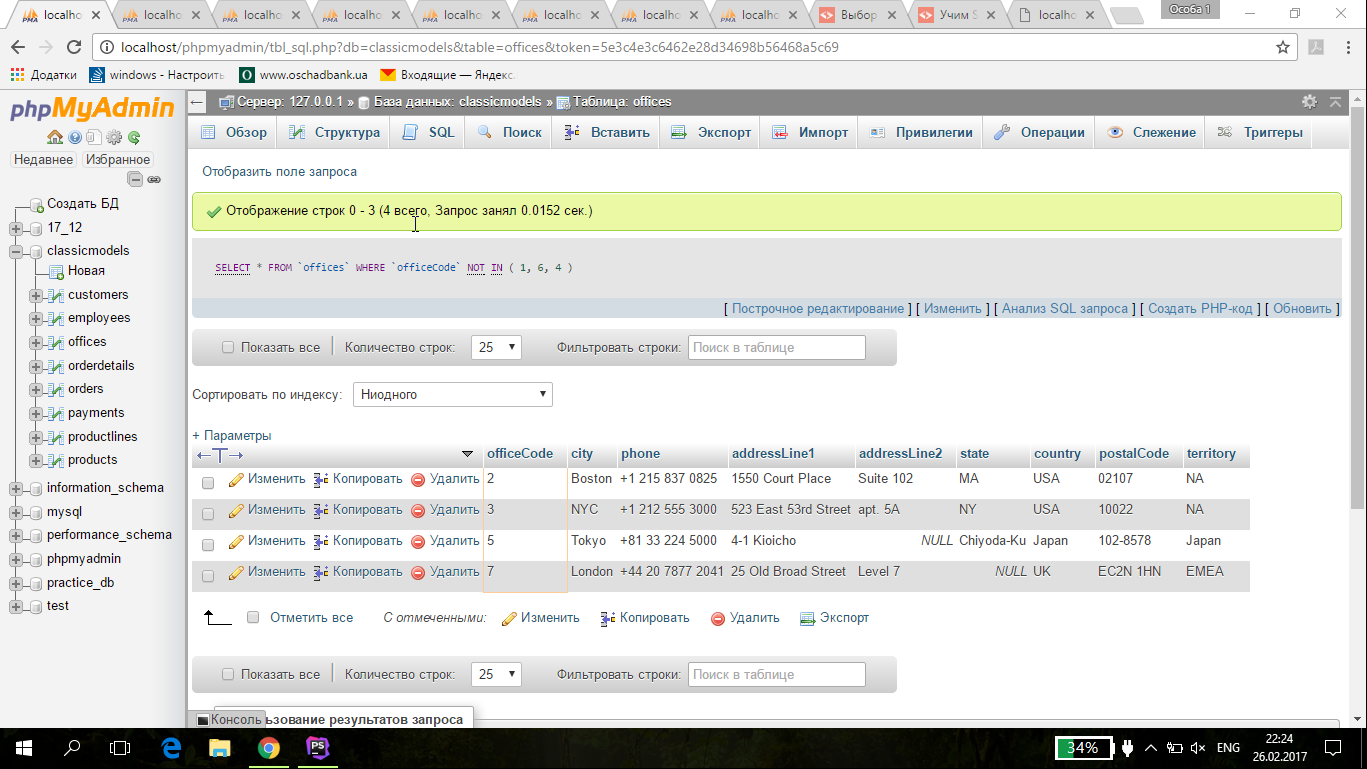 localho localho localho localho localho localho localho localho Выбор Учим S localho Особа 1
localhost/phpmyadmin/tbl_sql.php?db=classicmodels&table=offices&token=5e3c4e3c6462e28d34698b56468a5c69
Додатки windows - Настроить www.oschadbank.ua Входящие — Яндекс
phpMyAdmin
Недавнее Избранное
Создать БД
17_12
classicmodels
Новая
customers
employees
offices
orderdetails
orders
payments
productlines
products
information_schema
mysql
performance_schema
phpmyadmin
practice_db
test
Сервер: 127.0.0.1 » База данных: classicmodels » Таблица: offices
Обзор Структура SQL Поиск Вставить Экспорт Импорт Привилегии Операции Слежение Триггеры
Отобразить поле запроса
Отображение строк 0 - 3 (4 всего, Запрос занял 0.0152 сек.)
SELECT * FROM `offices` WHERE `officeCode` NOT IN ( 1, 6, 4 )
[ Построчное редактирование ] [ Изменить ] [ Анализ SQL запроса ] [ Создать PHP-код ] [ Обновить ]
Показать все Количество строк: 25 Фильтровать строки: Поиск в таблице
Сортировать по индексу: Ниодного
+ Параметры
←T→ officeCode city phone addressLine1 addressLine2 state country postalCode territory
Изменить Копировать Удалить 2 Boston +1 215 837 0825 1550 Court Place Suite 102 MA USA 02107 NA
Изменить Копировать Удалить 3 NYC +1 212 555 3000 523 East 53rd Street apt. 5A NY USA 10022 NA
Изменить Копировать Удалить 5 Tokyo +81 33 224 5000 4-1 Kioicho NULL Chiyoda-Ku Japan 102-8578 Japan
Изменить Копировать Удалить 7 London +44 20 7877 2041 25 Old Broad Street Level 7 NULL UK EC2N 1HN EMEA
Отметить все С отмеченными: Изменить Копировать Удалить Экспорт
Показать все Количество строк: 25 Фильтровать строки: Поиск в таблице
Консоль ьзование результатов запроса
34% ENG 22:24
26.02.2017